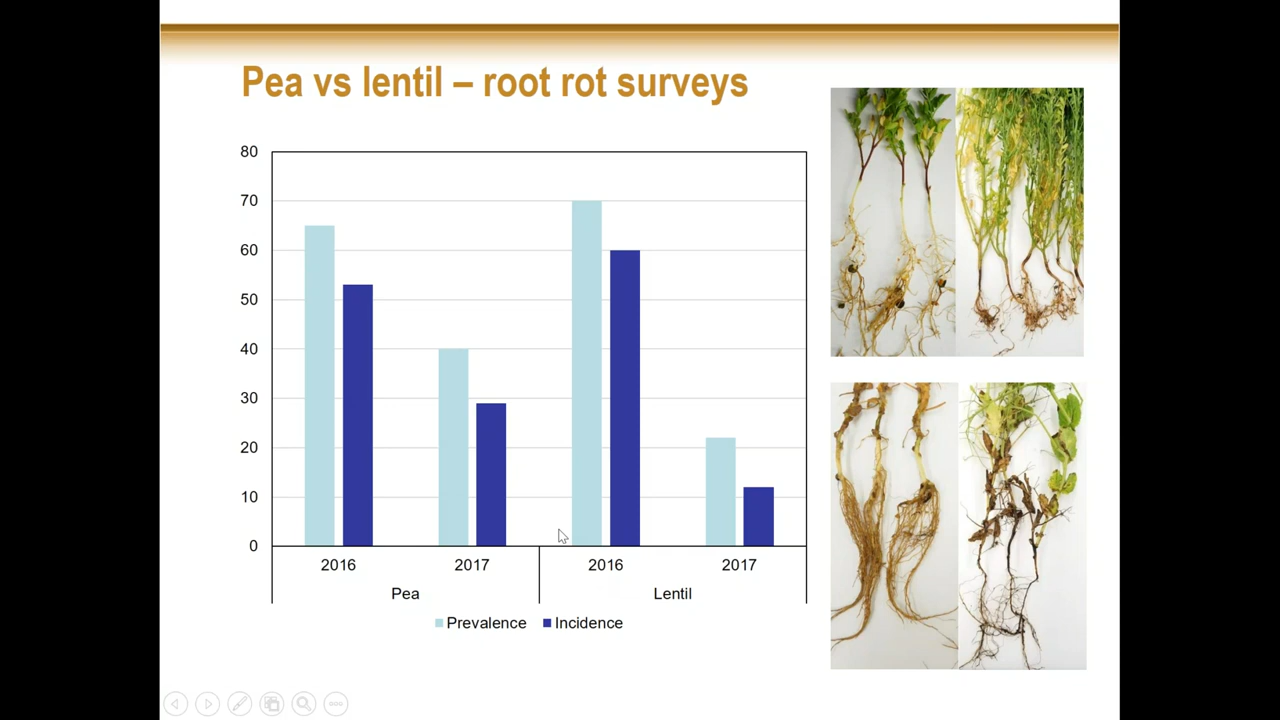 Pea vs lentil – root rot surveys
80
70
60
50
40
30
20
10
0
2016 2017 2016 2017
Pea Lentil
Prevalence Incidence